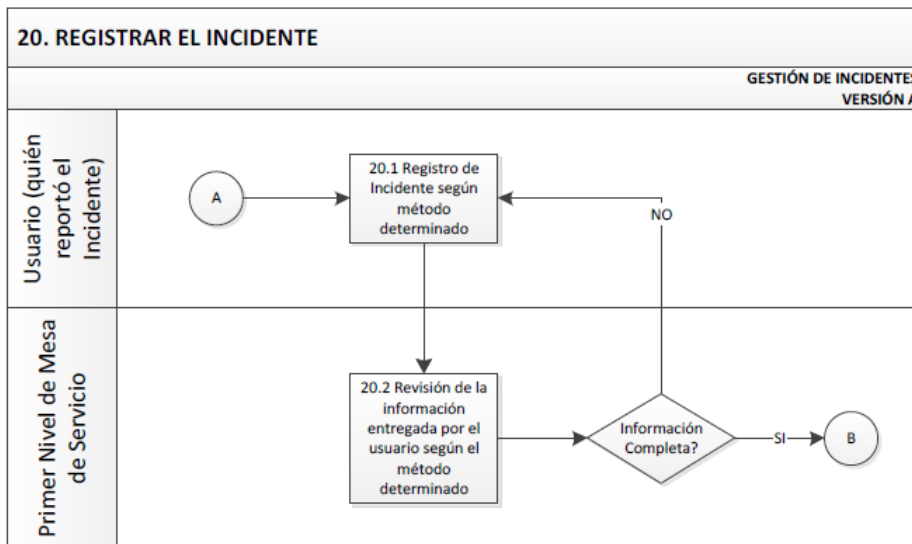 20. REGISTRAR EL INCIDENTE
GESTIÓN DE INCIDENTES
VERSIÓN A
Usuario (quién
reportó el
Incidente)
A
20.1 Registro de
Incidente según
método
determinado
NO
Primer Nivel de Mesa
de Servicio
20.2 Revisión de la
información
entregada por el
usuario según el
método
determinado
Información
Completa?
SI
B